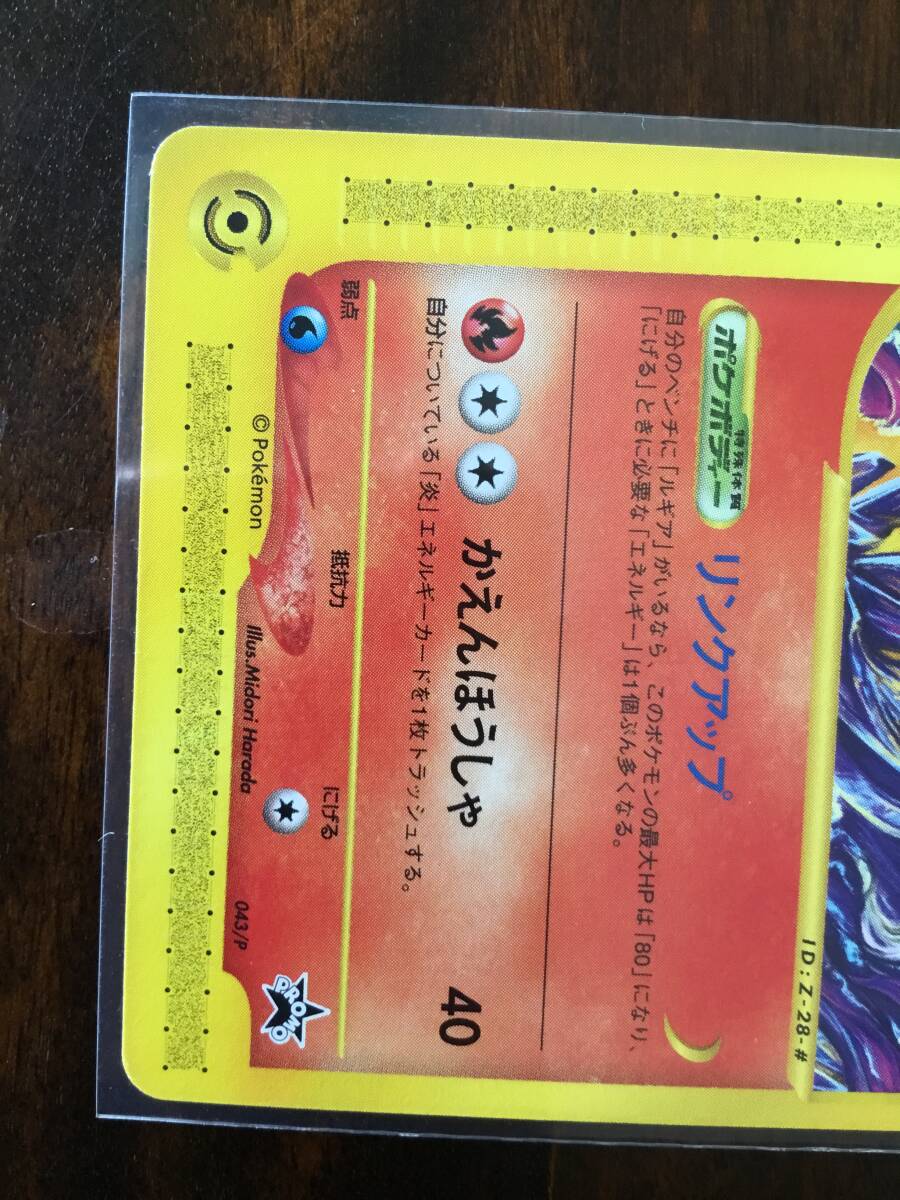 ID:Z-28-#
特殊体質
ポケボディー
リンクアップ
自分のベンチに「ルギア」がいるなら、このポケモンの最大HPは「80」になり、
「にげる」ときに必要な「エネルギー」は1個ぶん多くなる。
かえんほうしゃ 40
自分についている「炎」エネルギーカードを1枚トラッシュする。
弱点 抵抗力 にげる
©Pokémon Illus.Midori Harada 043/P
PROMO